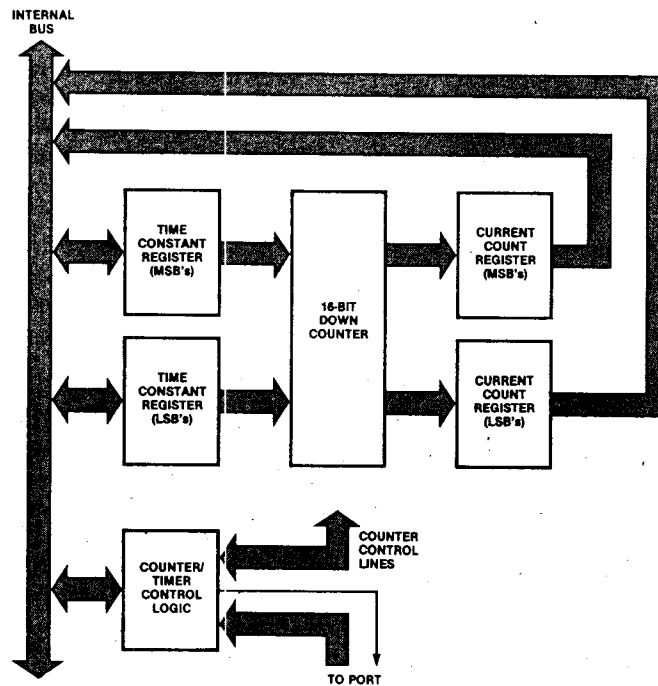 INTERNAL
BUS
TIME
CONSTANT
REGISTER
(MSB's)
16-BIT
DOWN
COUNTER
CURRENT
COUNT
REGISTER
(MSB's)
TIME
CONSTANT
REGISTER
(LSB's)
CURRENT
COUNT
REGISTER
(LSB's)
COUNTER/
TIMER
CONTROL
LOGIC
COUNTER
CONTROL
LINES
TO PORT